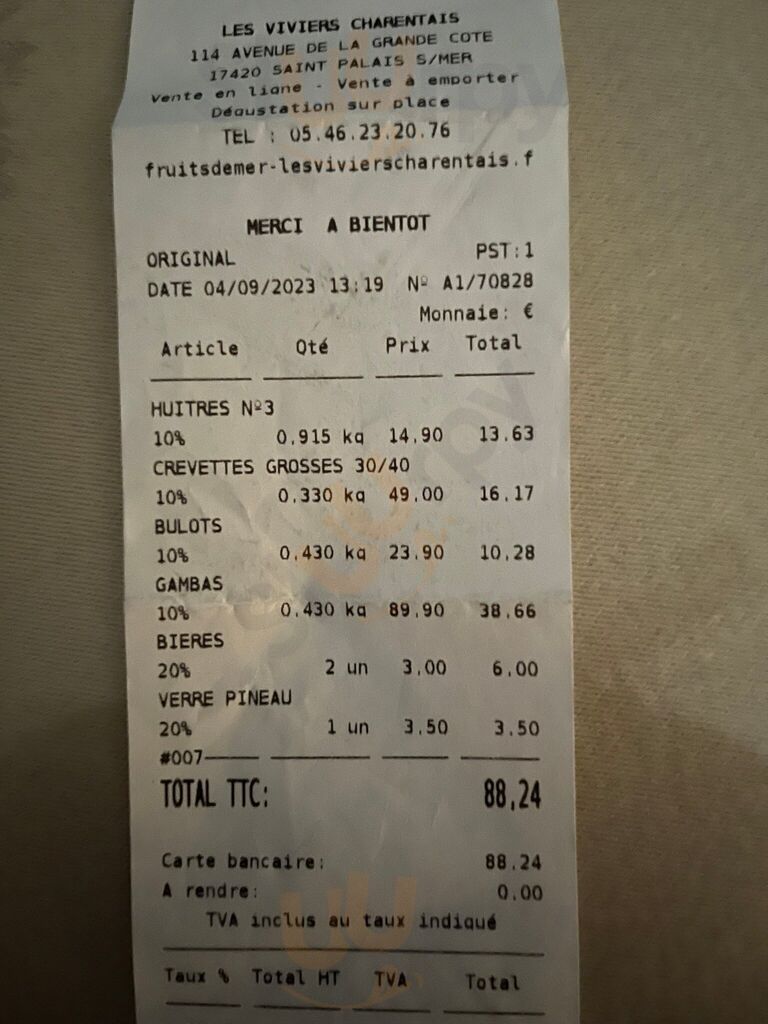 LES VIVIERS CHARENTAIS
114 AVENUE DE LA GRANDE COTE
17420 SAINT PALAIS S/MER
Vente en ligne - Vente à emporter
Dégustation sur place
TEL : 05.46.23.20.76
fruitsdemer-lesvivierscharentais.f
MERCI A BIENTOT
ORIGINAL PST:1
DATE 04/09/2023 13:19 Nº A1/70828
Monnaie: €
Article Qté Prix Total
HUITRES Nº3
10% 0,915 kg 14,90 13.63
CREVETTES GROSSES 30/40
10% 0,330 kg 49,00 16.17
BULOTS
10% 0,430 kg 23,90 10.28
GAMBAS
10% 0,430 kg 89,90 38.66
BIERES
20% 2 un 3,00 6.00
VERRE PINEAU
20% 1 un 3,50 3.50
#007
TOTAL TTC: 88,24
Carte bancaire: 88.24
A rendre: 0.00
TVA inclus au taux indiqué
Taux % Total HT TVA Total